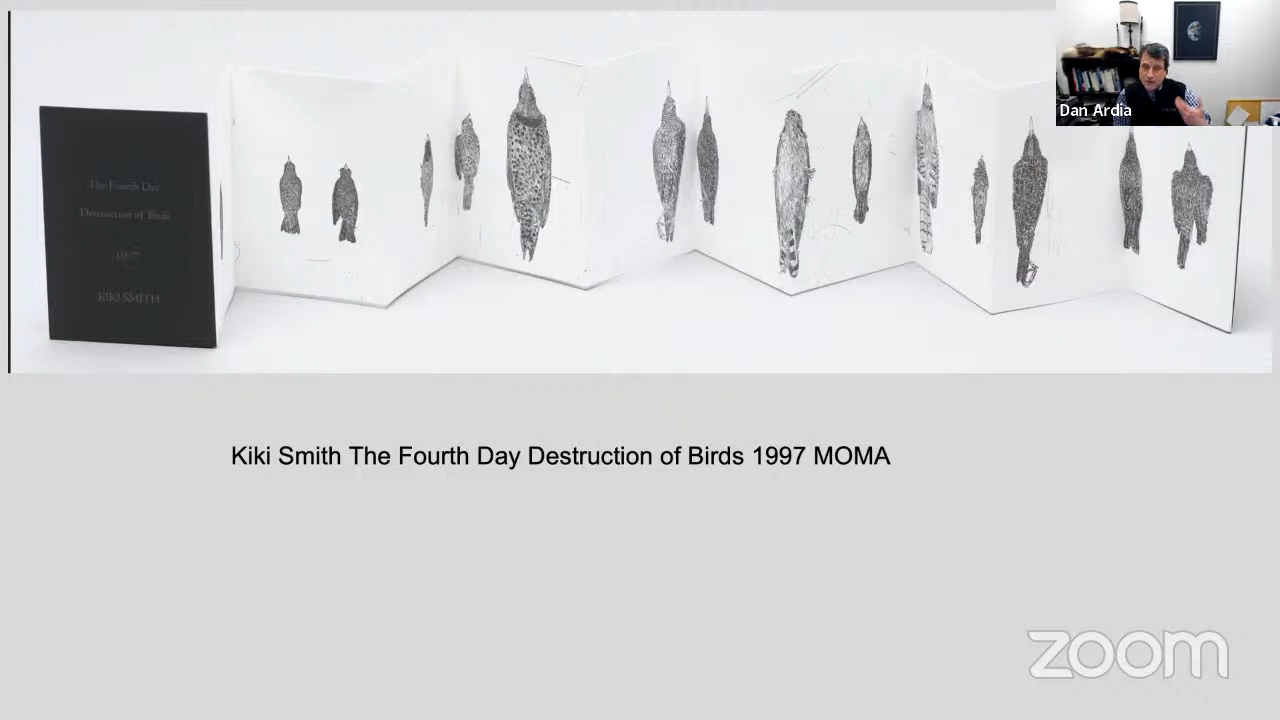 The Fourth Day
Destruction of Birds
1997
KIKI SMITH
Dan Ardia
Kiki Smith The Fourth Day Destruction of Birds 1997 MOMA
zoom